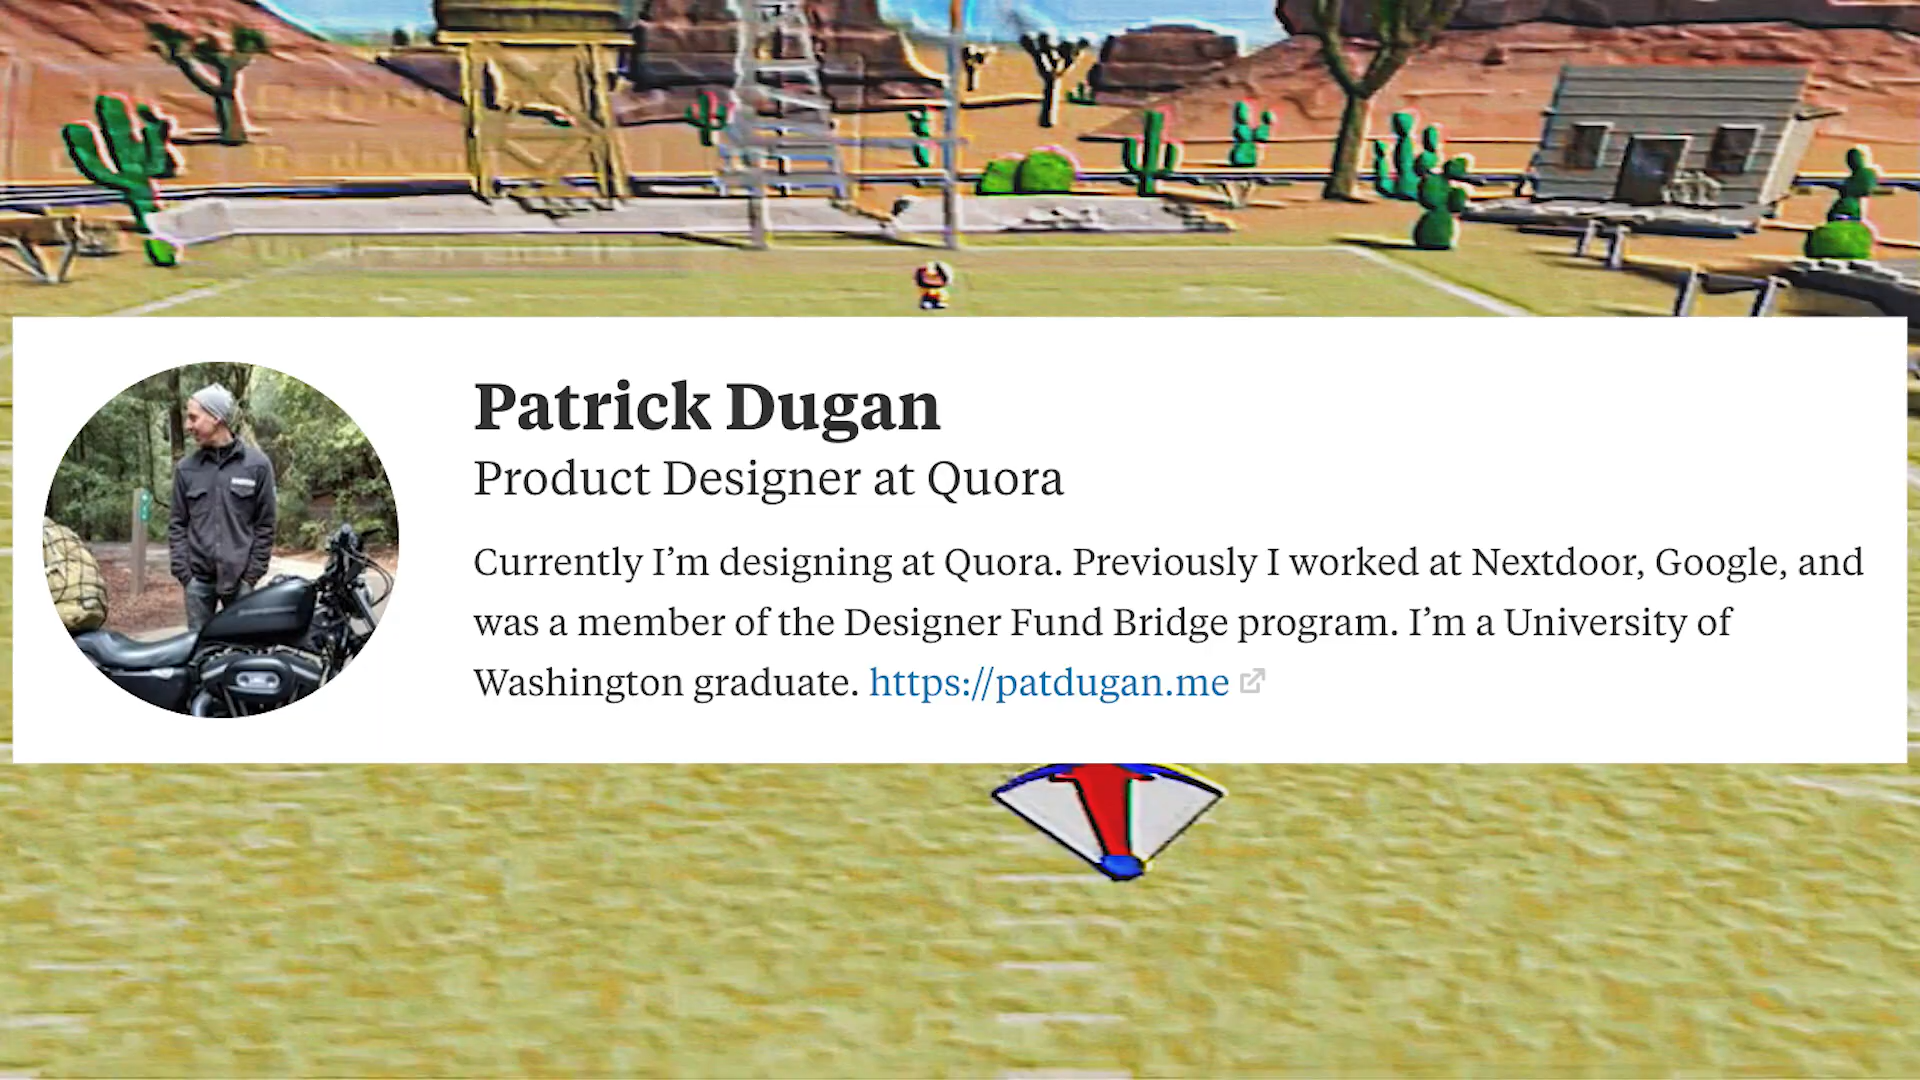 Patrick Dugan
Product Designer at Quora
Currently I’m designing at Quora. Previously I worked at Nextdoor, Google, and
was a member of the Designer Fund Bridge program. I’m a University of
Washington graduate. https://patdugan.me